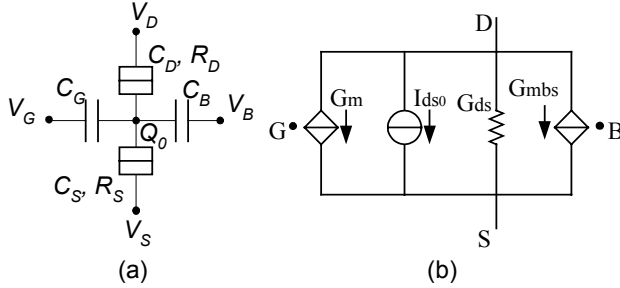 V_D
C_D, R_D
C_G
C_B
V_G
V_B
Q_0
C_S, R_S
V_S
(a)
D
Gm
Ids0
Gds
Gmbs
G
B
S
(b)